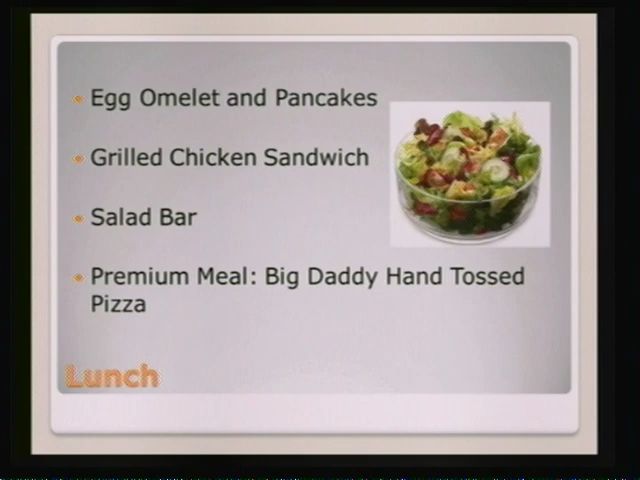 Egg Omelet and Pancakes
Grilled Chicken Sandwich
Salad Bar
Premium Meal: Big Daddy Hand Tossed
Pizza
Lunch